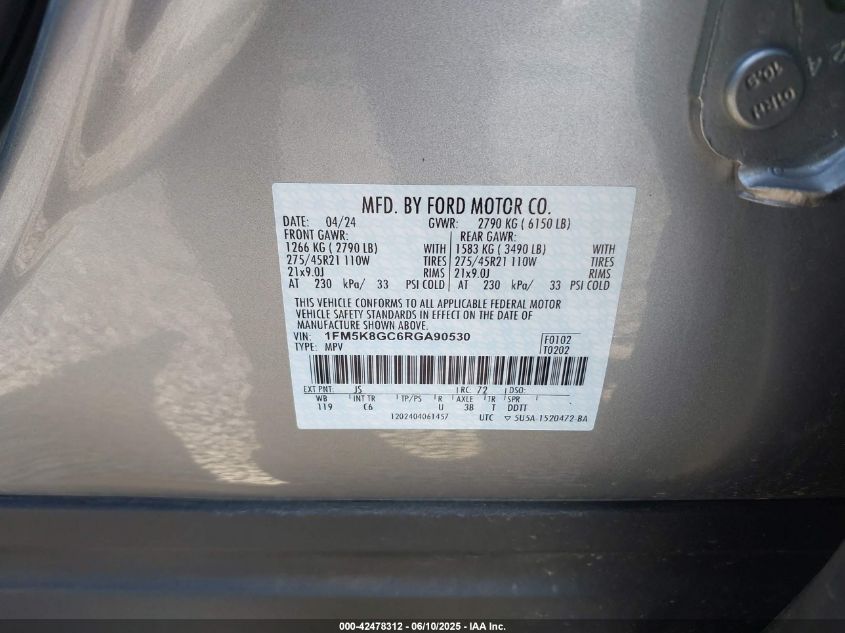 MFD. BY FORD MOTOR CO.
DATE: 04/24 GVWR: 2790 KG ( 6150 LB)
FRONT GAWR: REAR GAWR:
1266 KG ( 2790 LB) WITH 1583 KG ( 3490 LB) WITH
275/45R21 110W TIRES 275/45R21 110W TIRES
21x9.0J RIMS 21x9.0J RIMS
AT 230 kPa/ 33 PSI COLD AT 230 kPa/ 33 PSI COLD
THIS VEHICLE CONFORMS TO ALL APPLICABLE FEDERAL MOTOR
VEHICLE SAFETY STANDARDS IN EFFECT ON THE DATE OF
MANUFACTURE SHOWN ABOVE.
VIN: 1FM5K8GC6RGA90530 F0102
TYPE: MPV T0202
EXT PNT: JS RC: 72 DSO:
WB INT TR TP/PS R AXLE TR SPR
119 C6 U 3B T DDTT
1202404061457 UTC ▽ 5U5A-1520472-BA
10,9
24
000-42478312 - 06/10/2025 - IAA Inc.